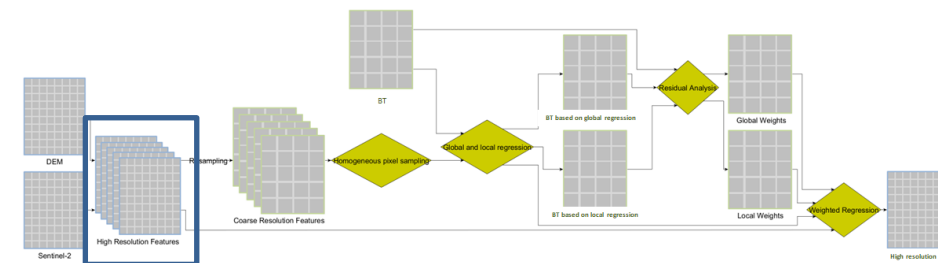 DEM
Sentinel-2
High Resolution Features
Coarse Resolution Features
Homogeneous pixel sampling
BT
Global and local regression
BT based on global regression
BT based on local regression
Residual Analysis
Global Weights
Local Weights
Weighted Regression
High resolution